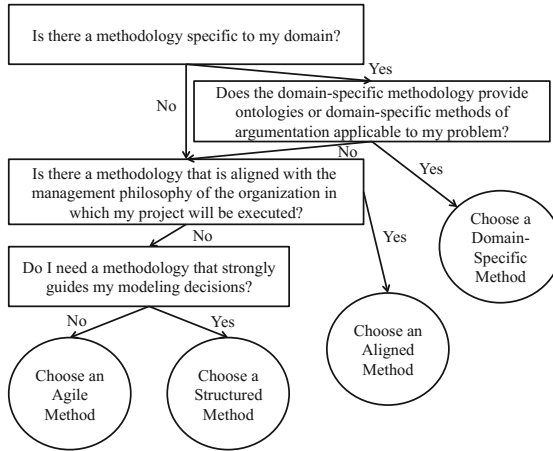 Is there a methodology specific to my domain?
Yes
No
Does the domain-specific methodology provide
ontologies or domain-specific methods of
argumentation applicable to my problem?
No
Yes
Is there a methodology that is aligned with the
management philosophy of the organization in
which my project will be executed?
No
Yes
Choose a
Domain-
Specific
Method
Do I need a methodology that strongly
guides my modeling decisions?
No
Yes
Choose an
Aligned
Method
Choose an
Agile
Method
Choose a
Structured
Method